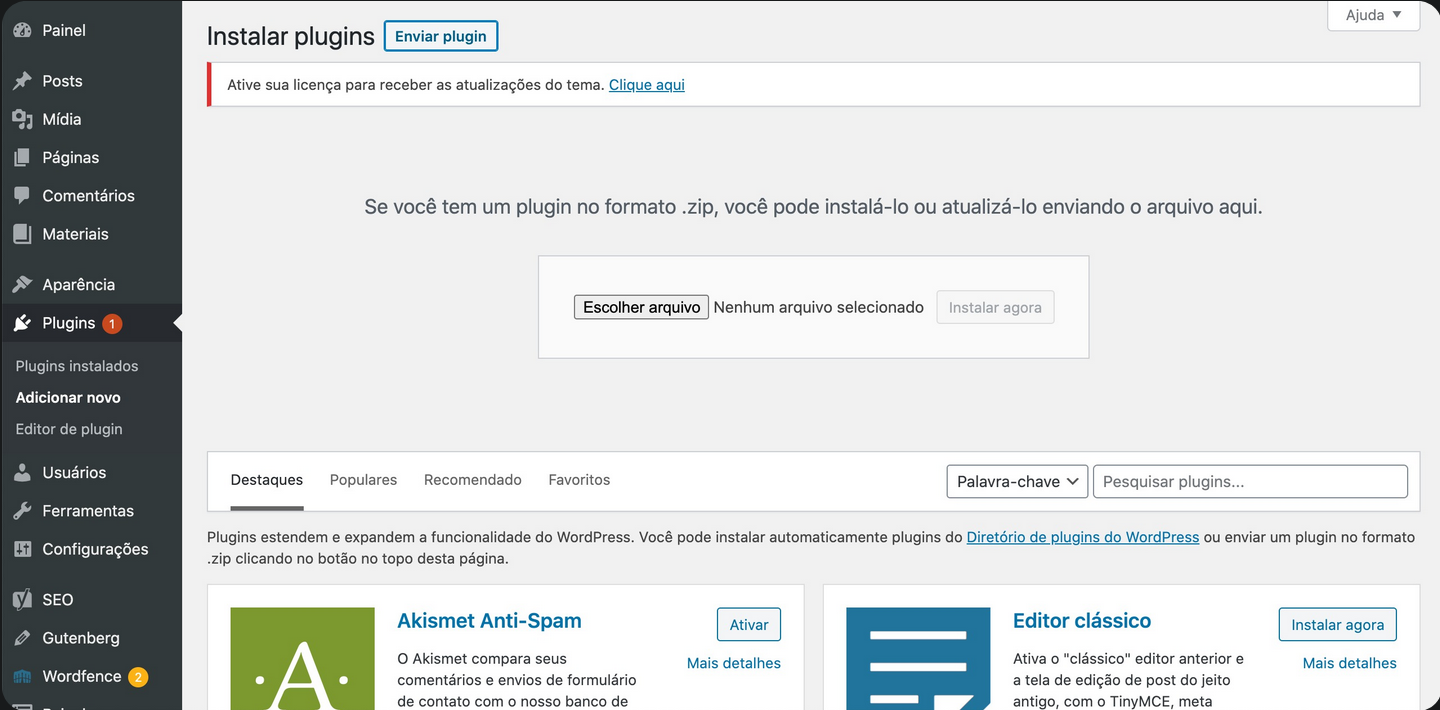 Painel
Posts
Mídia
Páginas
Comentários
Materiais
Aparência
Plugins 1
Plugins instalados
Adicionar novo
Editor de plugin
Usuários
Ferramentas
Configurações
SEO
Gutenberg
Wordfence 2
Ajuda
Instalar plugins Enviar plugin
Ative sua licença para receber as atualizações do tema. Clique aqui
Se você tem um plugin no formato .zip, você pode instalá-lo ou atualizá-lo enviando o arquivo aqui.
Escolher arquivo Nenhum arquivo selecionado Instalar agora
Destaques Populares Recomendado Favoritos Palavra-chave Pesquisar plugins...
Plugins estendem e expandem a funcionalidade do WordPress. Você pode instalar automaticamente plugins do Diretório de plugins do WordPress ou enviar um plugin no formato
.zip clicando no botão no topo desta página.
A
Akismet Anti-Spam
Ativar
Mais detalhes
O Akismet compara seus
comentários e envios de formulário
de contato com o nosso banco de
Editor clássico
Instalar agora
Mais detalhes
Ativa o "clássico" editor anterior e
a tela de edição de post do jeito
antigo, com o TinyMCE, meta